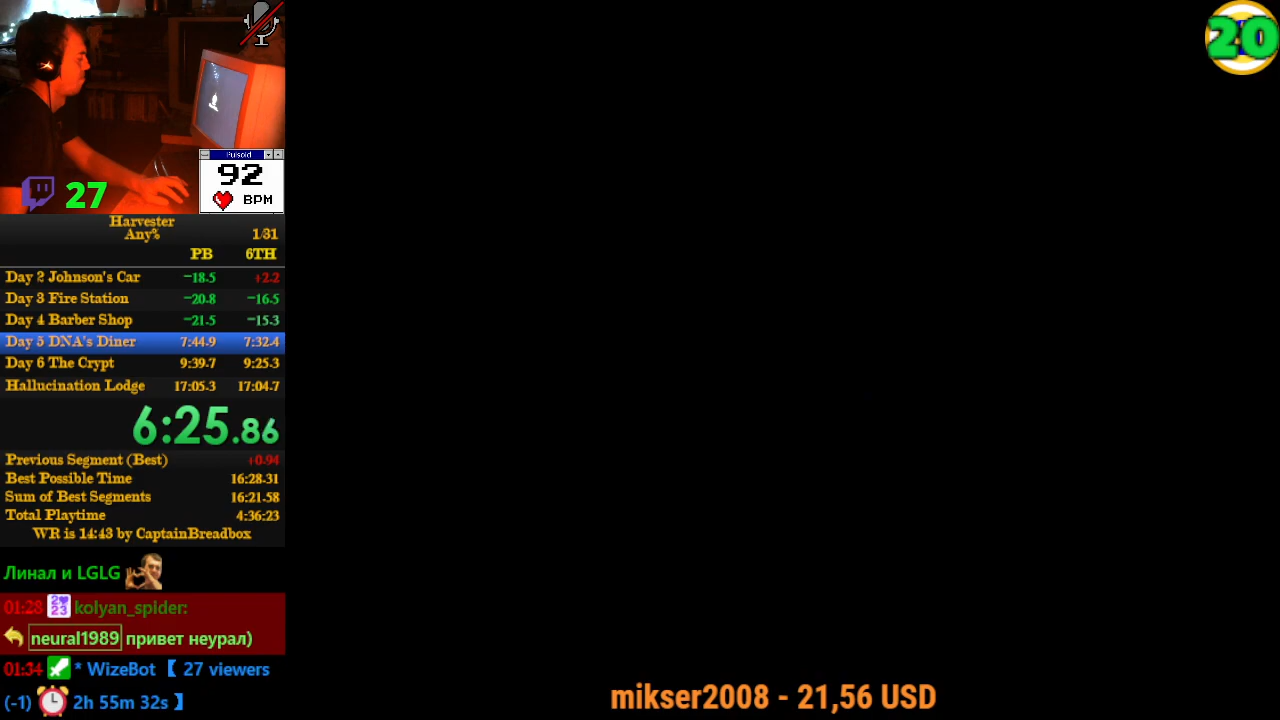 20
Pulsoid
92
BPM
27
Harvester
Any%
1/31
PB 6TH
Day 2 Johnson's Car -18.5 +2.2
Day 3 Fire Station -20.8 -16.5
Day 4 Barber Shop -21.5 -15.3
Day 5 DNA's Diner 7:44.9 7:32.4
Day 6 The Crypt 9:39.7 9:25.3
Hallucination Lodge 17:05.3 17:04.7
6:25.86
Previous Segment (Best) +0.94
Best Possible Time 16:28.31
Sum of Best Segments 16:21.58
Total Playtime 4:36:23
WR is 14:43 by CaptainBreadbox
Линал и LGLG
01:28 kolyan_spider:
neural1989 привет неурал)
01:34 * WizeBot 【 27 viewers
(-1) 2h 55m 32s 】
mikser2008 - 21,56 USD